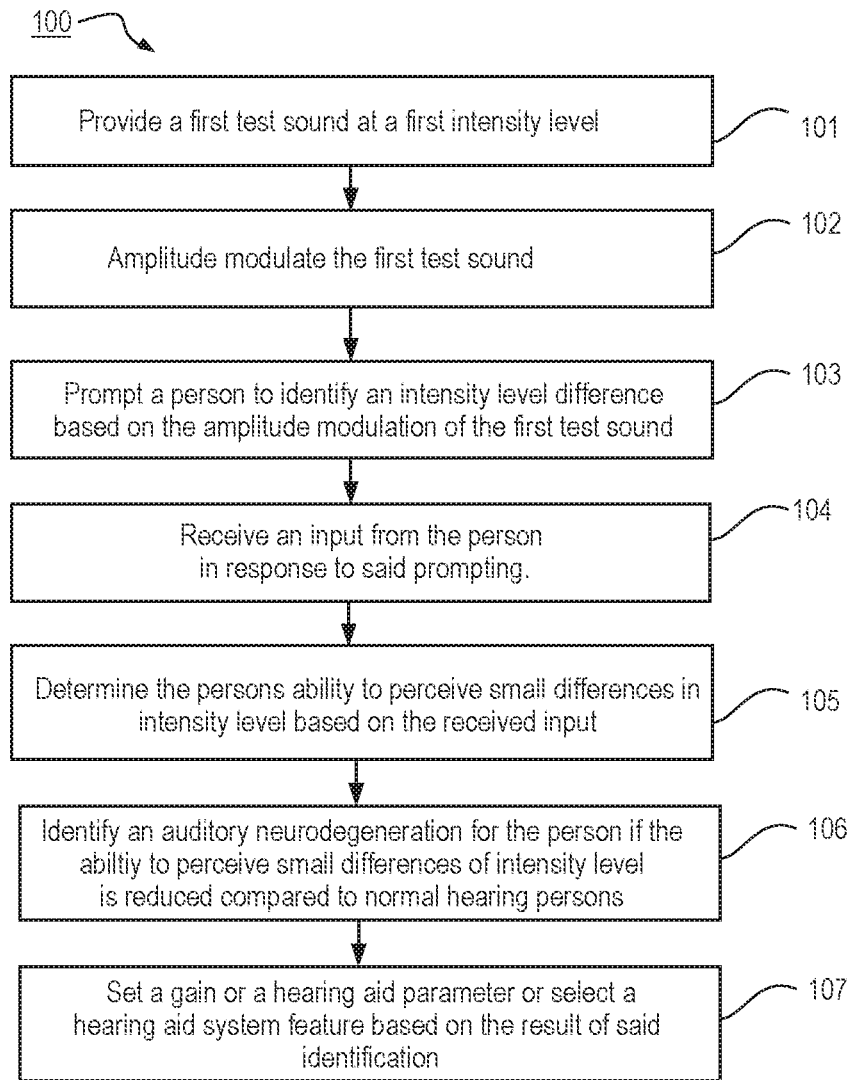 100
Provide a first test sound at a first intensity level
101
Amplitude modulate the first test sound
102
Prompt a person to identify an intensity level difference
based on the amplitude modulation of the first test sound
103
Receive an input from the person
in response to said prompting.
104
Determine the persons ability to perceive small differences in
intensity level based on the received input
105
Identify an auditory neurodegeneration for the person if the
abiltiy to perceive small differences of intensity level
is reduced compared to normal hearing persons
106
Set a gain or a hearing aid parameter or select a
hearing aid system feature based on the result of said
identification
107